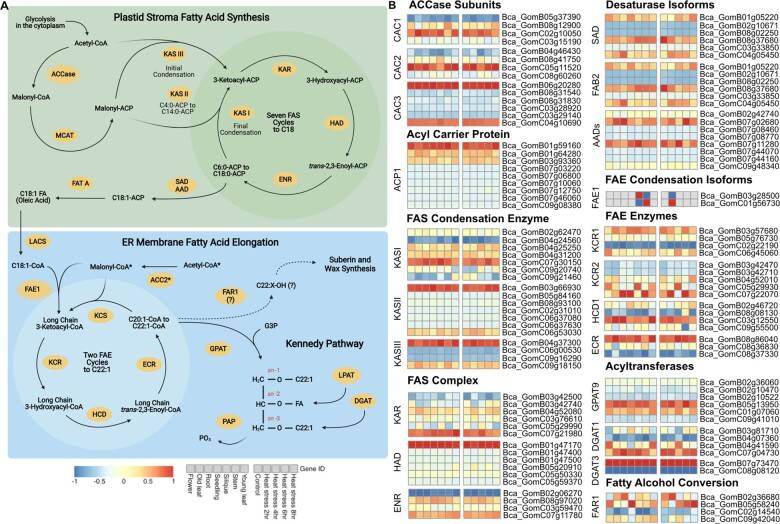 A
Plastid Stroma Fatty Acid Synthesis
Glycolysis
in the cytoplasm
Acetyl-CoA
ACCase
Malonyl-CoA
MCAT
Malonyl-ACP
KAS III
Initial
Condensation
KAS II
C4:0-ACP to
C14:0-ACP
KAS I
Final
Condensation
3-Ketoacyl-ACP
KAR
3-Hydroxyacyl-ACP
HAD
Seven FAS
Cycles
to C18
trans-2,3-Enoyl-ACP
ENR
C6:0-ACP to
C18:0-ACP
SAD
AAD
C18:1-ACP
FAT A
C18:1 FA
(Oleic Acid)
ER Membrane Fatty Acid Elongation
LACS
C18:1-CoA
Malonyl-CoA*
Acetyl-CoA*
ACC2*
FAE1
FAR1
(?)
C22:X-OH (?)
Suberin and
Wax Synthesis
KCS
C20:1-CoA to
C22:1-CoA
Long Chain
3-Ketoacyl-CoA
KCR
Two FAE
Cycles
to C22:1
ECR
Long Chain
3-Hydroxyacyl-CoA
HCD
Long Chain
trans-2,3-Enoyl-CoA
GPAT
G3P
Kennedy Pathway
sn-1
H₂C – O – C22:1
sn-2
HC – O – FA
sn-3
H₂C – O – C22:1
LPAT
DGAT
PAP
PO₃
-1 -0.5 0 0.5 1
Gene ID
Flower
Old leaf
Root
Seedling
Silique
Stem
Young leaf
Control
Heat stress 2hr
Heat stress 4hr
Heat stress 6hr
Heat stress 8hr
B
ACCase Subunits
CAC1
Bca_GomB05g37390
Bca_GomB08g12900
Bca_GomC02g10050
Bca_GomC03g15190
CAC2
Bca_GomB04g46430
Bca_GomB08g41750
Bca_GomC05g11520
Bca_GomC08g60260
CAC3
Bca_GomB06g20280
Bca_GomB08g31540
Bca_GomB08g31830
Bca_GomC03g28920
Bca_GomC03g29140
Bca_GomC04g10690
Acyl Carrier Protein
ACP1
Bca_GomB01g59160
Bca_GomB01g64280
Bca_GomB03g93360
Bca_GomB07g03220
Bca_GomB07g06800
Bca_GomB07g10060
Bca_GomB07g12750
Bca_GomB07g46060
Bca_GomC09g08380
FAS Condensation Enzyme
KASI
Bca_GomB02g62470
Bca_GomB04g24560
Bca_GomB04g25250
Bca_GomB04g31200
Bca_GomC07g30150
Bca_GomC09g20740
Bca_GomC09g21460
KASII
Bca_GomB03g66930
Bca_GomB05g84160
Bca_GomB08g93100
Bca_GomC02g31010
Bca_GomC06g37080
Bca_GomC06g37630
Bca_GomC06g53030
KASIII
Bca_GomB04g37300
Bca_GomC06g00530
Bca_GomC09g16290
Bca_GomC09g18150
FAS Complex
KAR
Bca_GomB03g42500
Bca_GomB03g42740
Bca_GomB04g52080
Bca_GomC03g76610
Bca_GomC05g29990
Bca_GomC07g21980
HAD
Bca_GomB01g47170
Bca_GomB01g47400
Bca_GomB01g47500
Bca_GomB05g20910
Bca_GomC05g50330
Bca_GomC05g59370
ENR
Bca_GomB02g06270
Bca_GomB08g97020
Bca_GomC03g59470
Bca_GomC07g11780
Desaturase Isoforms
SAD
Bca_GomB01g05220
Bca_GomB02g10671
Bca_GomB08g02250
Bca_GomB08g37680
Bca_GomC03g33850
Bca_GomC04g05450
FAB2
Bca_GomB01g05220
Bca_GomB02g10671
Bca_GomB08g02250
Bca_GomB08g37680
Bca_GomC03g33850
Bca_GomC04g05450
AADs
Bca_GomB02g42740
Bca_GomB07g02680
Bca_GomB07g08710
Bca_GomB07g08770
Bca_GomB07g11280
Bca_GomB07g44070
Bca_GomB07g44160
Bca_GomC09g48340
FAE Condensation Isoforms
FAE1
Bca_GomB03g28500
Bca_GomC01g56730
FAE Enzymes
KCR1
Bca_GomB03g57680
Bca_GomB05g76730
Bca_GomC02g22190
Bca_GomC06g45060
KCR2
Bca_GomB03g42470
Bca_GomB03g42710
Bca_GomB04g52010
Bca_GomC05g29930
Bca_GomC07g22070
HCD1
Bca_GomB02g46720
Bca_GomB08g08130
Bca_GomC03g12550
Bca_GomC09g55500
ECR
Bca_GomB08g86040
Bca_GomC08g36830
Bca_GomC08g37330
Acyltranferases
GPAT9
Bca_GomB02g36060
Bca_GomB02g10470
Bca_GomB02g10522
Bca_GomB05g13950
Bca_GomC01g07060
Bca_GomC09g41010
DGAT1
Bca_GomB03g81710
Bca_GomB04g07360
Bca_GomB04g41590
Bca_GomC07g04730
DGAT3
Bca_GomB07g73470
Bca_GomC08g08120
Fatty Alcohol Conversion
FAR1
Bca_GomB02g36680
Bca_GomB05g58240
Bca_GomC02g14540
Bca_GomC09g42040